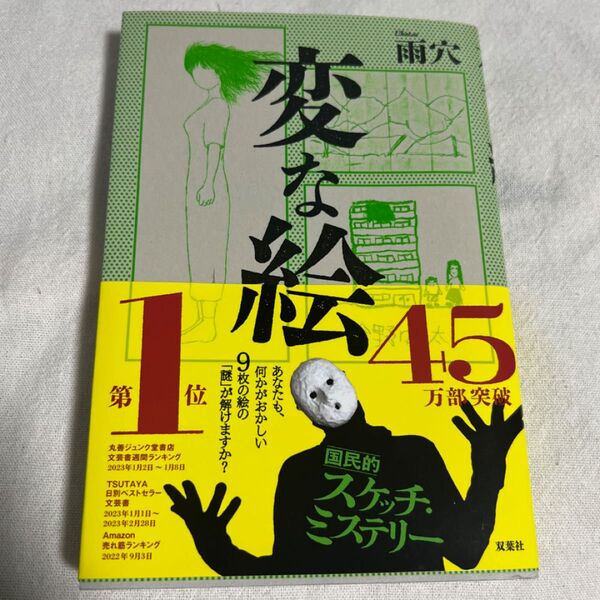 Uketsu
雨穴
変な絵
第1位
45
万部突破
あなたも、
何かがおかしい
9枚の絵の
「謎」が解けますか?
丸善ジュンク堂書店
文芸書週間ランキング
2023年1月2日〜1月8日
TSUTAYA
日別ベストセラー
文芸書
2023年1月1日〜
2023年2月28日
Amazon
売れ筋ランキング
2022年9月3日
国民的
スケッチ・
ミステリー
双葉社